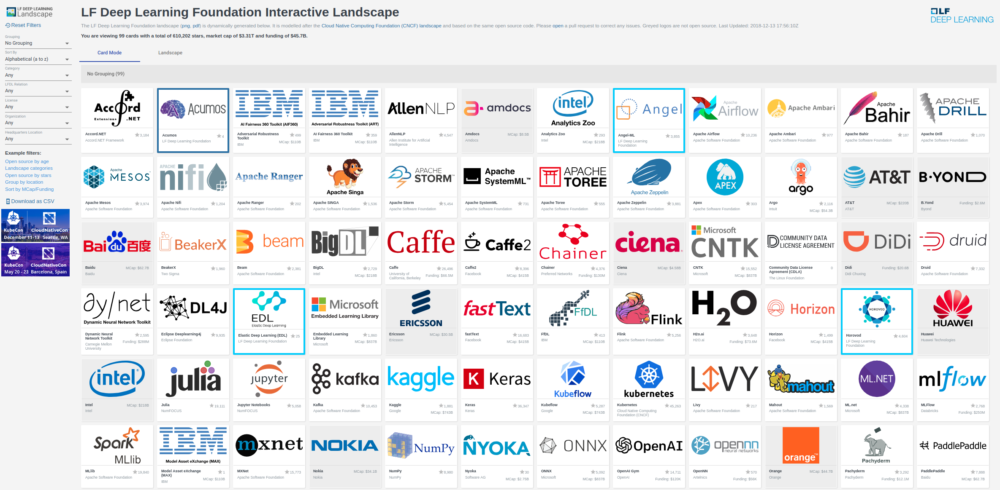 LF DEEP LEARNING
Landscape
Reset Filters
Grouping
No Grouping
Sort By
Alphabetical (a to z)
Category
Any
LFDL Relation
Any
License
Any
Organization
Any
Headquarters Location
Any
Example filters:
Open source by age
Landscape categories
Open source by stars
Group by location
Sort by MCap/Funding
Download as CSV
KubeCon CloudNativeCon
December 11-13 Seattle, WA
KubeCon CloudNativeCon
May 20 - 23 Barcelona, Spain
LF Deep Learning Foundation Interactive Landscape
LF
DEEP LEARNING
The LF Deep Learning Foundation landscape (png, pdf) is dynamically generated below. It is modelled after the Cloud Native Computing Foundation (CNCF) landscape and based on the same open source code. Please open a pull request to correct any issues. Greyed logos are not open source. Last Updated: 2018-12-13 17:56:10Z
You are viewing 99 cards with a total of 610,202 stars, market cap of $3.31T and funding of $45.7B.
Card Mode
Landscape
No Grouping (99)
Accord
Extensions .NET
Accord.NET 3,184
Accord.NET Framework
Acumos
Acumos 4
LF Deep Learning Foundation
IBM
AI Fairness 360 Toolkit (AIF360)
Adversarial Robustness 499
Toolkit
IBM MCap: $110B
IBM
Adversarial Robustness Toolkit (ART)
AI Fairness 360 Toolkit 359
IBM MCap: $110B
AllenNLP
AllenNLP 4,547
Allen Institute for Artificial
Intelligence
amdocs
Amdocs MCap: $8.5B
Amdocs
intel
Analytics Zoo
Analytics Zoo 293
Intel MCap: $218B
Angel
Angel-ML 3,855
LF Deep Learning
Foundation
Apache
Airflow
Apache Airflow 10,236
Apache Software Foundation
Apache Ambari
Apache Ambari 977
Apache Software Foundation
Apache
Bahir
Apache Bahir 187
Apache Software Foundation
APACHE
DRILL
Apache Drill 1,070
Apache Software Foundation
Apache
MESOS
Apache Mesos 3,974
Apache Software Foundation
APACHE
nifi
Apache Nifi 1,204
Apache Software Foundation
Apache Ranger
Apache Ranger 202
Apache Software Foundation
Apache Singa
Apache SINGA 1,536
Apache Software Foundation
APACHE
STORM™
Apache Storm 5,454
Apache Software Foundation
Apache
SystemML™
Apache SystemML 731
Apache Software Foundation
APACHE
TOREE
Apache Toree 555
Apache Software Foundation
Apache Zeppelin
Apache Zeppelin 3,881
Apache Software Foundation
APEX
Apex 303
Apache Software Foundation
argo
Argo 2,116
Intuit MCap: $54.3B
AT&T
AT&T MCap: $220B
AT&T
B·YOND
B.Yond Funding: $2.6M
Byond
Bai du 百度
Baidu MCap: $62.7B
Baidu
BeakerX
BeakerX 1,960
Two Sigma
beam
Beam 2,381
Apache Software Foundation
BigDL
BigDL 2,729
Intel MCap: $218B
Caffe
Caffe 26,496
University of
California, Berkeley Funding: $66.5M
Caffe2
Caffe2 8,396
Facebook MCap: $415B
Chainer
Chainer 4,376
Preferred Networks Funding: $130M
ciena
Ciena MCap: $4.58B
Ciena
Microsoft
CNTK
CNTK 15,552
Microsoft MCap: $837B
COMMUNITY DATA
LICENSE AGREEMENT
Community Data License 0
Agreement (CDLA)
The Linux Foundation
DiDi
Didi Funding: $20.6B
Didi Chuxing
druid
Druid 7,332
Apache Software Foundation
dy/net
Dynamic Neural Network Toolkit
Dynamic Neural 2,595
Network Toolkit Funding: $288M
Carnegie Mellon
University
DL4J
Eclipse Deeplearning4j 9,935
Eclipse Foundation
EDL
Elastic Deep Learning
Elastic Deep Learning (EDL) 25
LF Deep Learning Foundation
Microsoft
Embedded Learning Library
Embedded Learning 1,860
Library
Microsoft MCap: $837B
ERICSSON
Ericsson MCap: $30.5B
Ericsson
fastText
fastText 16,683
Facebook MCap: $415B
FfDL
FfDL 413
IBM MCap: $110B
Flink
Flink 5,256
Apache Software Foundation
H2O
H2o.ai 3,648
H2O.ai Funding: $73.6M
Horizon
Horizon 1,499
Facebook MCap: $415B
HOROVOD
Horovod 4,604
LF Deep Learning
Foundation
HUAWEI
Huawei
Huawei Technologies
intel
Intel MCap: $218B
Intel
julia
Julia 19,111
NumFOCUS
jupyter
Jupyter Notebooks 5,058
NumFOCUS
kafka
Kafka 10,453
Apache Software Foundation
kaggle
Kaggle 1,881
Google MCap: $743B
K Keras
Keras 36,347
Keras
Kubeflow
Kubeflow 5,287
Google MCap: $743B
kubernetes
Kubernetes 45,263
Cloud Native Computing
Foundation (CNCF)
LIVY
Livy 217
Apache Software Foundation
mahout
Mahout 1,569
Apache Software Foundation
ML.NET
ML.net 4,338
Microsoft MCap: $837B
mlflow
MLFlow 2,768
Databricks Funding: $250M
Spark
MLlib
MLlib 19,840
Apache Software Foundation
IBM
Model Asset eXchange (MAX)
Model Asset eXchange 1
(MAX)
IBM MCap: $110B
mxnet
MXNet 15,773
Apache Software Foundation
NOKIA
Nokia MCap: $34.1B
Nokia
NumPy
NumPy 8,980
NumPy
NYOKA
Nyoka 30
Software AG MCap: $2.75B
ONNX
ONNX 5,092
Microsoft MCap: $837B
OpenAI
OpenAI Gym 14,711
OpenAI Funding: $120K
opennn
neural networks
OpenNN 570
Artelnics Funding: $56K
orange™
Orange MCap: $44.7B
Orange
Pachyderm
Pachyderm 3,292
Pachyderm Funding: $12.1M
PaddlePaddle
PaddlePaddle 7,888
Baidu MCap: $62.7B